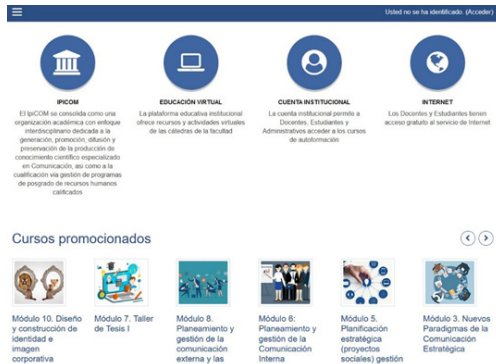 Usted no se ha identificado. (Acceder)
IPICOM
El IpiCOM se consolida como una
organización académica con enfoque
interdisciplinario dedicada a la
generación, promoción, difusión y
preservación de la producción de
conocimiento científico especializado
en Comunicación, así como a la
cualificación vía gestión de programas
de posgrado de recursos humanos
calificados
EDUCACIÓN VIRTUAL
La plataforma educativa institucional
ofrece recursos y actividades virtuales
de las cátedras de la facultad
CUENTA INSTITUCIONAL
La cuenta institucional permite a
Docentes, Estudiantes y
Administrativos acceder a los cursos
de autoformación
INTERNET
Los Docentes y Estudiantes tienen
acceso gratuito al servicio de Internet
Cursos promocionados
Módulo 10. Diseño
y construcción de
identidad e
imagen
corporativa
Módulo 7. Taller
de Tesis I
Módulo 8.
Planeamiento y
gestión de la
comunicación
externa y las
Módulo 6:
Planeamiento y
gestión de la
Comunicación
Interna
Módulo 5.
Planificación
estratégica
(proyectos
sociales) gestión
Módulo 3. Nuevos
Paradigmas de la
Comunicación
Estratégica